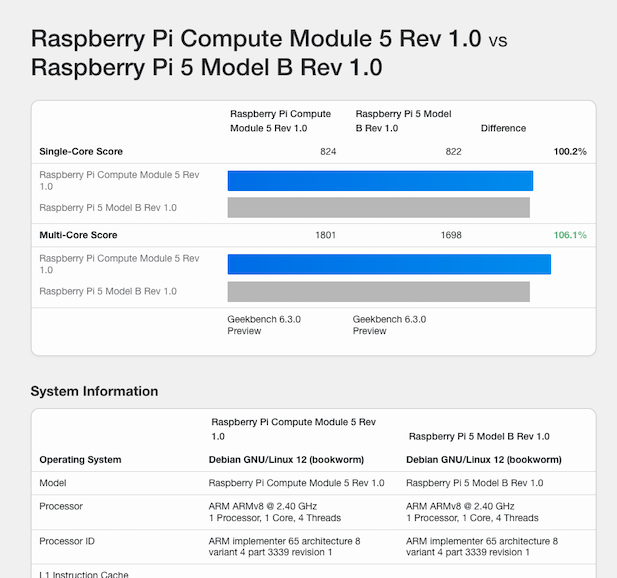 Raspberry Pi Compute Module 5 Rev 1.0 vs
Raspberry Pi 5 Model B Rev 1.0
Raspberry Pi Compute Module 5 Rev 1.0
Raspberry Pi 5 Model B Rev 1.0
Difference
Single-Core Score 824 822 100.2%
Raspberry Pi Compute Module 5 Rev
1.0
Raspberry Pi 5 Model B Rev 1.0
Multi-Core Score 1801 1698 106.1%
Raspberry Pi Compute Module 5 Rev
1.0
Raspberry Pi 5 Model B Rev 1.0
Geekbench 6.3.0 Geekbench 6.3.0
Preview Preview
System Information
Raspberry Pi Compute Module 5 Rev
1.0 Raspberry Pi 5 Model B Rev 1.0
Operating System Debian GNU/Linux 12 (bookworm) Debian GNU/Linux 12 (bookworm)
Model Raspberry Pi Compute Module 5 Rev 1.0 Raspberry Pi 5 Model B Rev 1.0
Processor ARM ARMv8 @ 2.40 GHz ARM ARMv8 @ 2.40 GHz
1 Processor, 1 Core, 4 Threads 1 Processor, 1 Core, 4 Threads
Processor ID ARM implementer 65 architecture 8 ARM implementer 65 architecture 8
variant 4 part 3339 revision 1 variant 4 part 3339 revision 1
L1 Instruction Cache